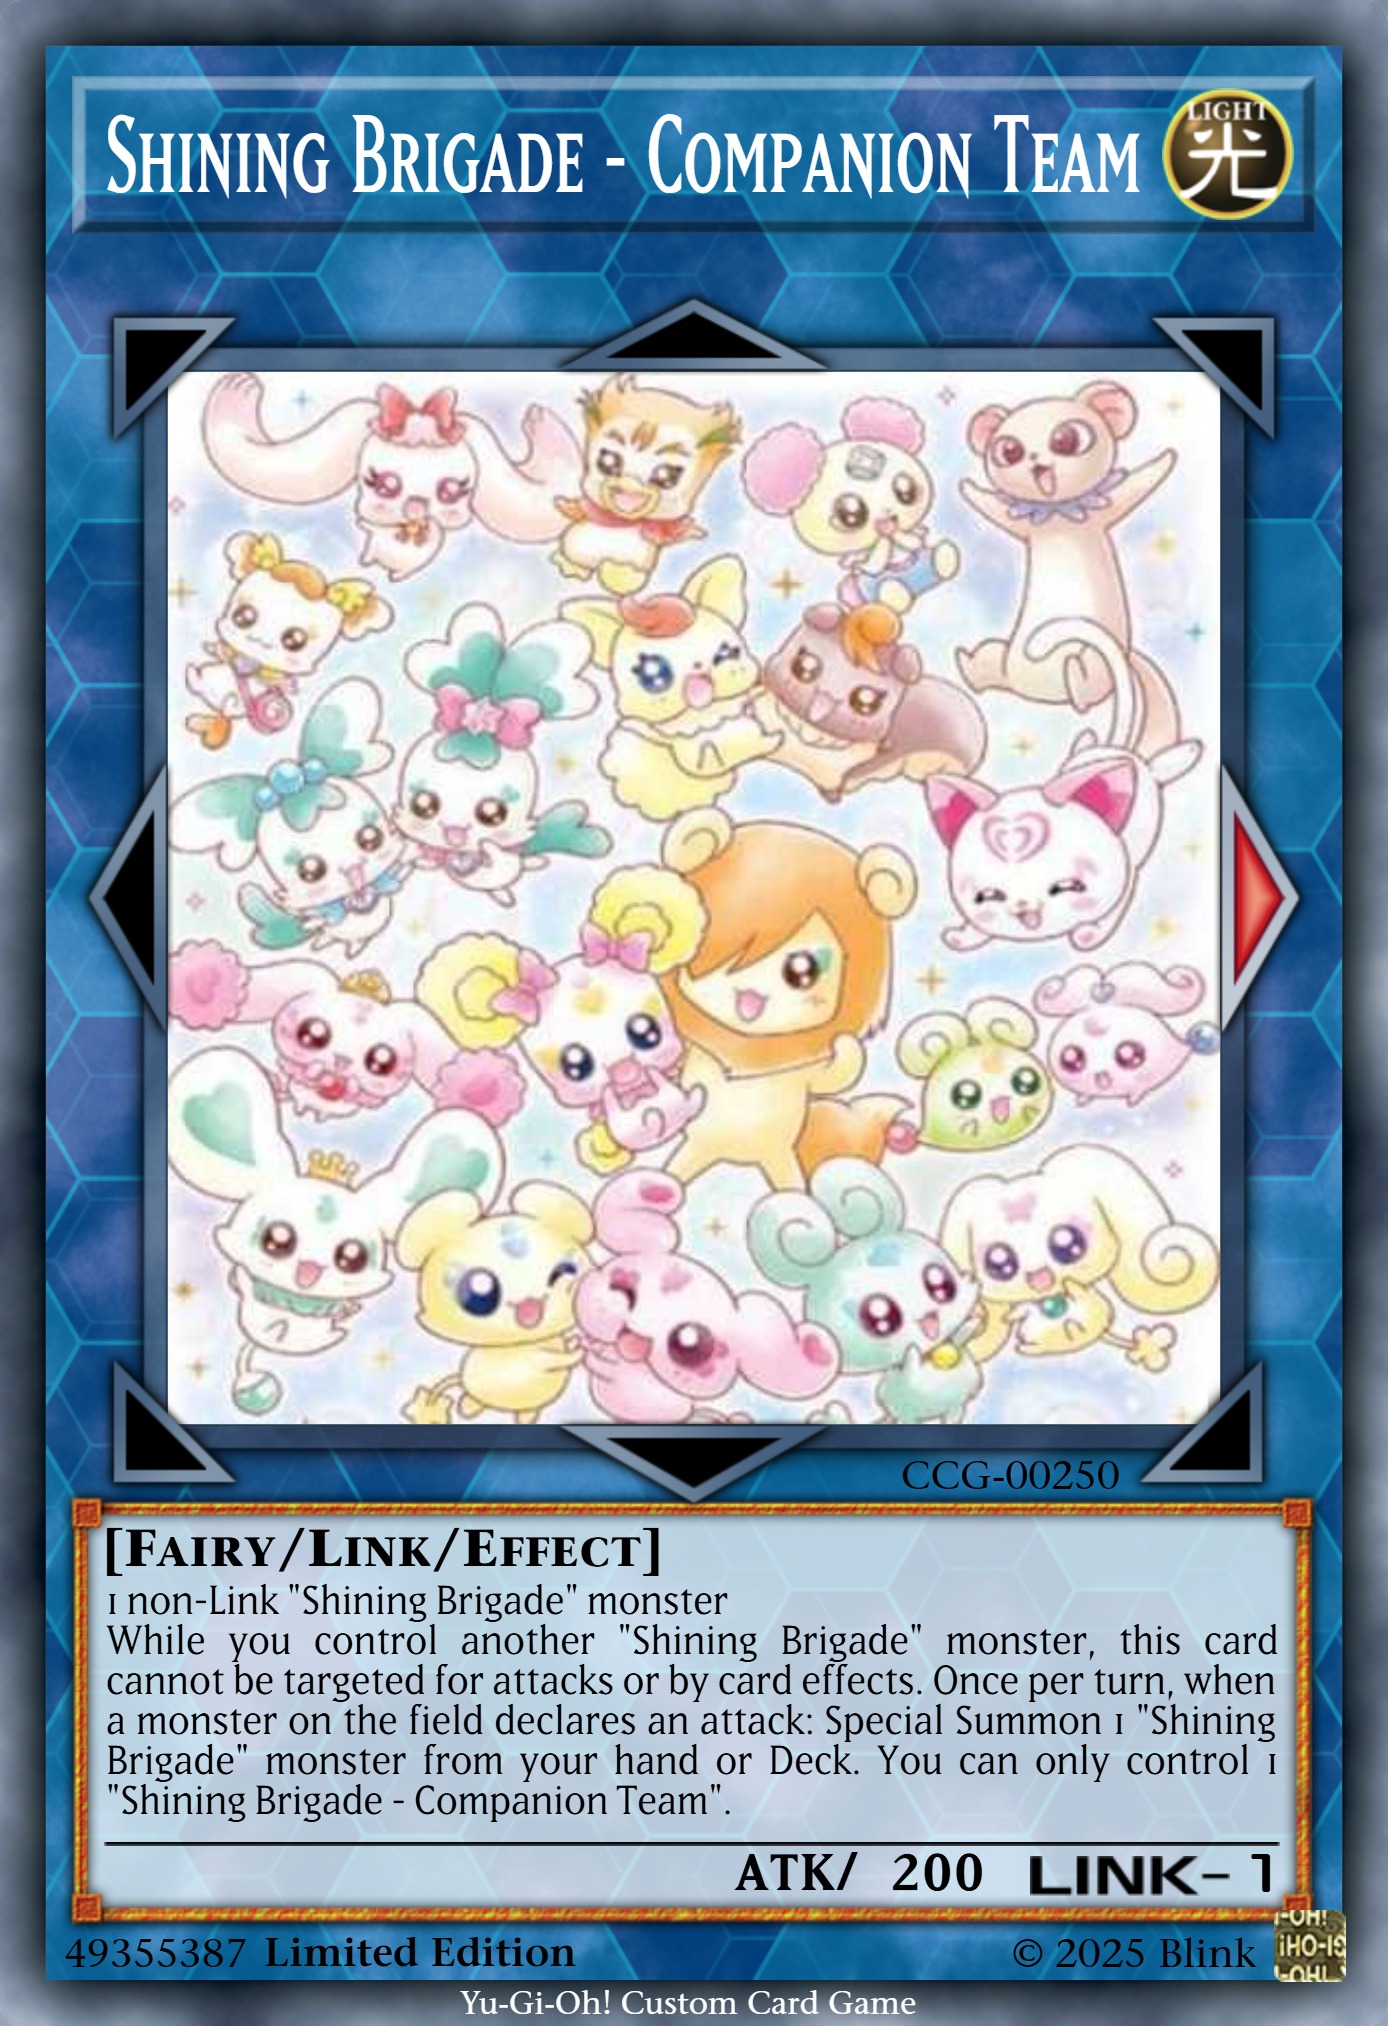 Shining Brigade - Companion Team
LIGHT
光
CCG-00250
[Fairy/Link/Effect]
1 non-Link "Shining Brigade" monster
While you control another "Shining Brigade" monster, this card
cannot be targeted for attacks or by card effects. Once per turn, when
a monster on the field declares an attack: Special Summon 1 "Shining
Brigade" monster from your hand or Deck. You can only control 1
"Shining Brigade - Companion Team".
ATK/ 200 LINK-1
49355387 Limited Edition
© 2025 Blink
Yu-Gi-Oh! Custom Card Game